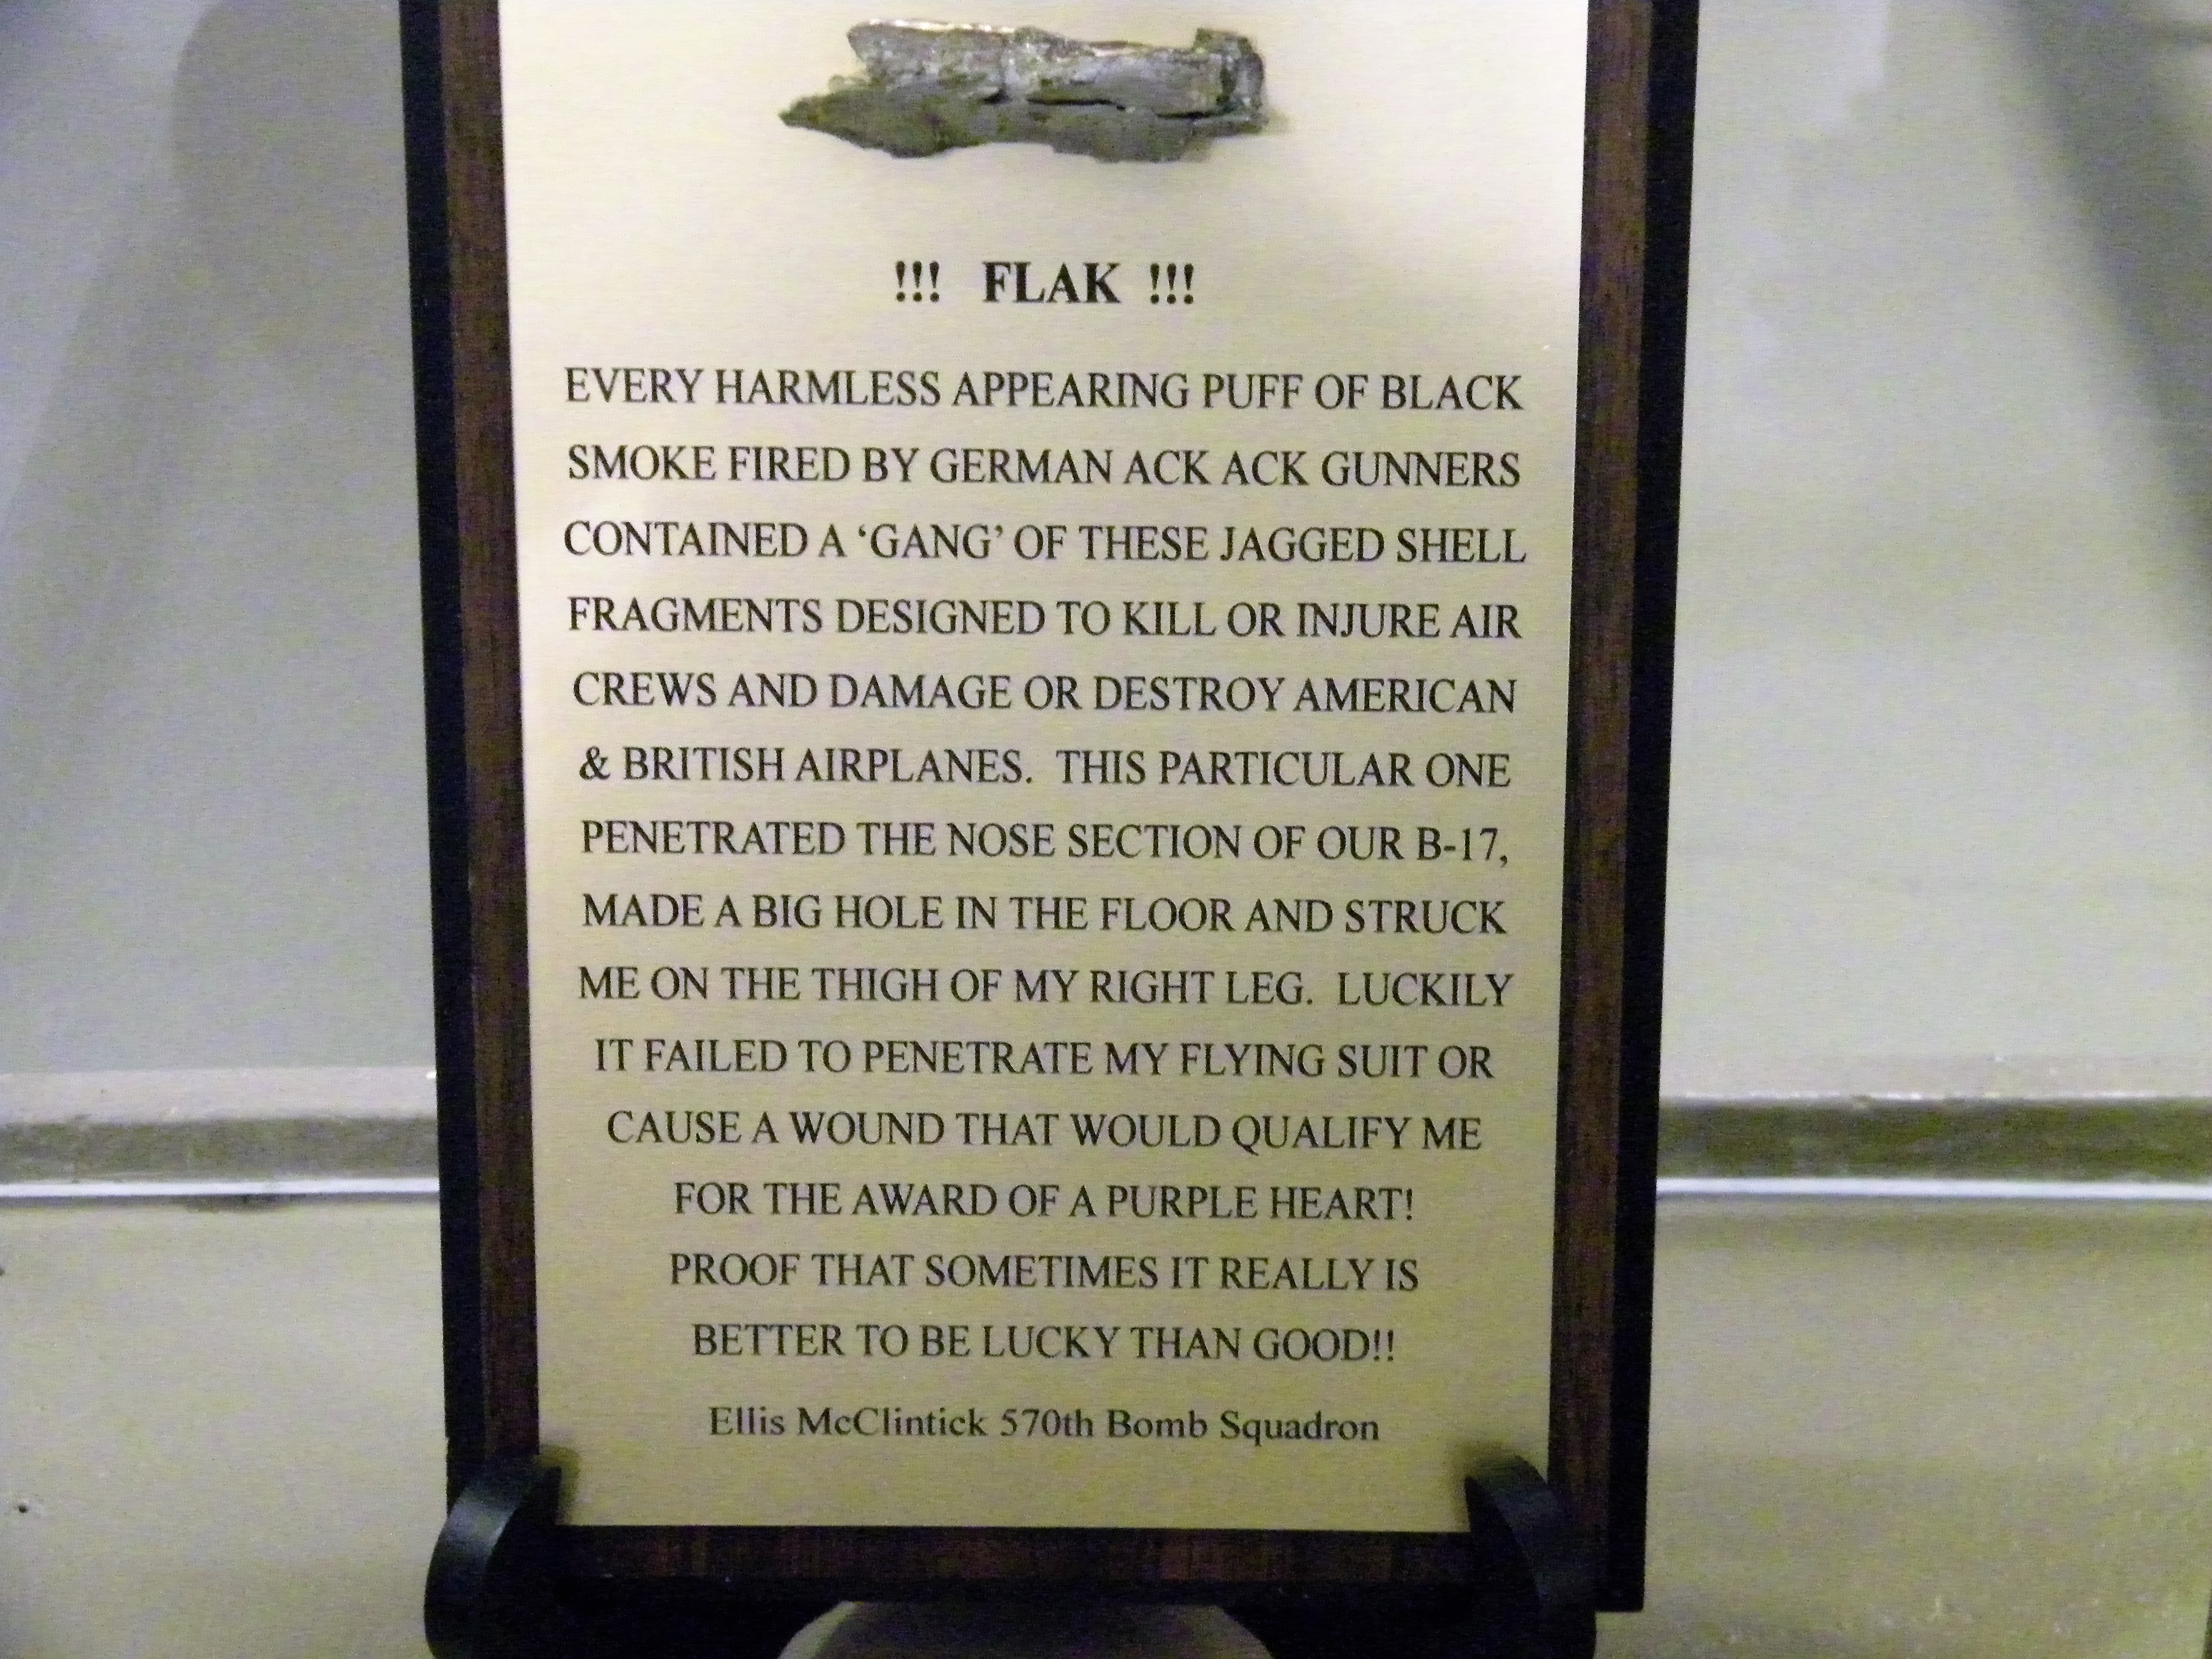 !!! FLAK !!!
EVERY HARMLESS APPEARING PUFF OF BLACK
SMOKE FIRED BY GERMAN ACK ACK GUNNERS
CONTAINED A ‘GANG’ OF THESE JAGGED SHELL
FRAGMENTS DESIGNED TO KILL OR INJURE AIR
CREWS AND DAMAGE OR DESTROY AMERICAN
& BRITISH AIRPLANES. THIS PARTICULAR ONE
PENETRATED THE NOSE SECTION OF OUR B-17,
MADE A BIG HOLE IN THE FLOOR AND STRUCK
ME ON THE THIGH OF MY RIGHT LEG. LUCKILY
IT FAILED TO PENETRATE MY FLYING SUIT OR
CAUSE A WOUND THAT WOULD QUALIFY ME
FOR THE AWARD OF A PURPLE HEART!
PROOF THAT SOMETIMES IT REALLY IS
BETTER TO BE LUCKY THAN GOOD!!
Ellis McClintick 570th Bomb Squadron